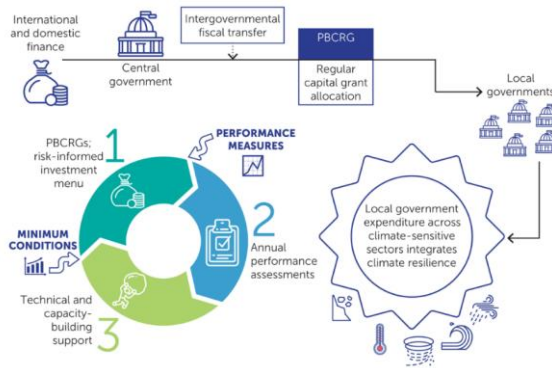 International
and domestic
finance
Central
government
Intergovernmental
fiscal transfer
PBCRG
Regular
capital grant
allocation
Local
governments
1
PBCRGs;
risk-informed
investment
menu
PERFORMANCE
MEASURES
2
Annual
performance
assessments
MINIMUM
CONDITIONS
Technical and
capacity-
building
support
3
Local government
expenditure across
climate-sensitive
sectors integrates
climate resilience